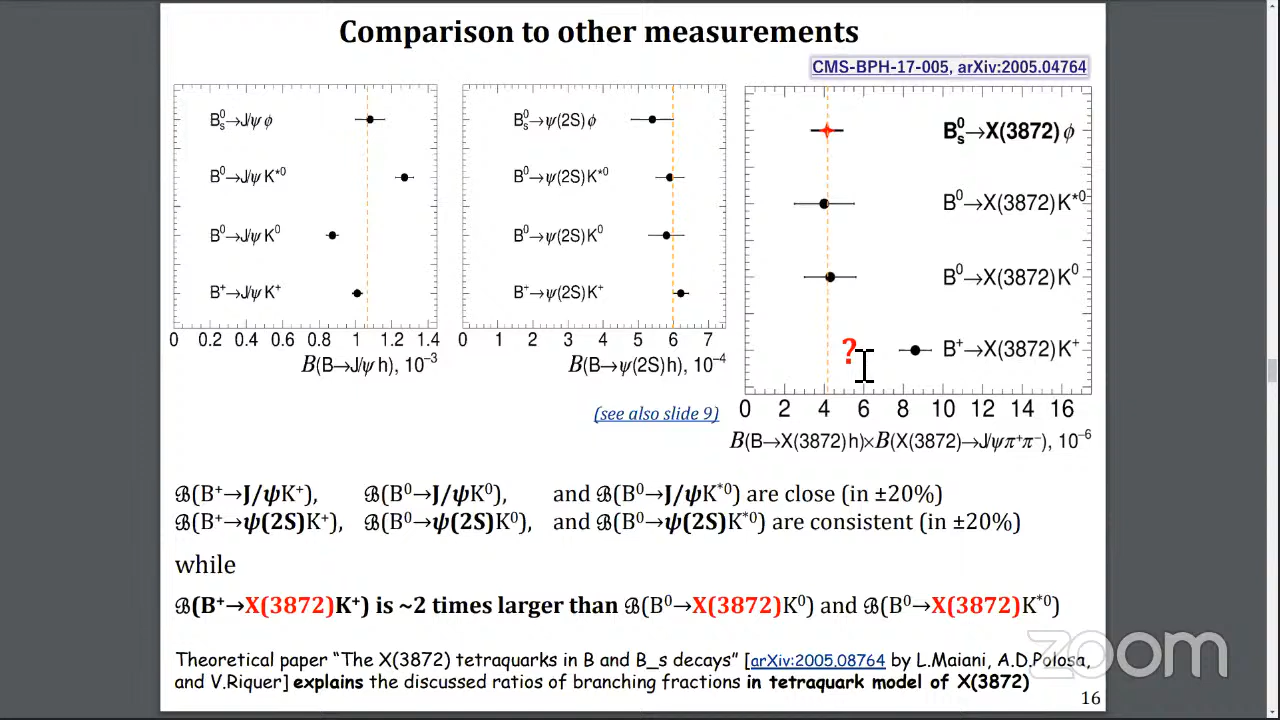 Comparison to other measurements
CMS-BPH-17-005, arXiv:2005.04764
B⁰ₛ→J/ψ ϕ
B⁰→J/ψ K*⁰
B⁰→J/ψ K⁰
B⁺→J/ψ K⁺
0 0.2 0.4 0.6 0.8 1 1.2 1.4
B(B→J/ψ h), 10⁻³
B⁰ₛ→ψ(2S) ϕ
B⁰→ψ(2S) K*⁰
B⁰→ψ(2S) K⁰
B⁺→ψ(2S) K⁺
0 1 2 3 4 5 6 7
B(B→ψ(2S)h), 10⁻⁴
(see also slide 9)
B⁰ₛ→X(3872) ϕ
B⁰→X(3872) K*⁰
B⁰→X(3872) K⁰
? B⁺→X(3872) K⁺
0 2 4 6 8 10 12 14 16
B(B→X(3872)h)×B(X(3872)→J/ψπ⁺π⁻), 10⁻⁶
ℬ(B⁺→J/ψK⁺), ℬ(B⁰→J/ψK⁰), and ℬ(B⁰→J/ψK*⁰) are close (in ±20%)
ℬ(B⁺→ψ(2S)K⁺), ℬ(B⁰→ψ(2S)K⁰), and ℬ(B⁰→ψ(2S)K*⁰) are consistent (in ±20%)
while
ℬ(B⁺→X(3872)K⁺) is ~2 times larger than ℬ(B⁰→X(3872)K⁰) and ℬ(B⁰→X(3872)K*⁰)
Theoretical paper “The X(3872) tetraquarks in B and B_s decays” [arXiv:2005.08764 by L.Maiani, A.D.Polosa,
and V.Riquer] explains the discussed ratios of branching fractions in tetraquark model of X(3872)
16
zoom